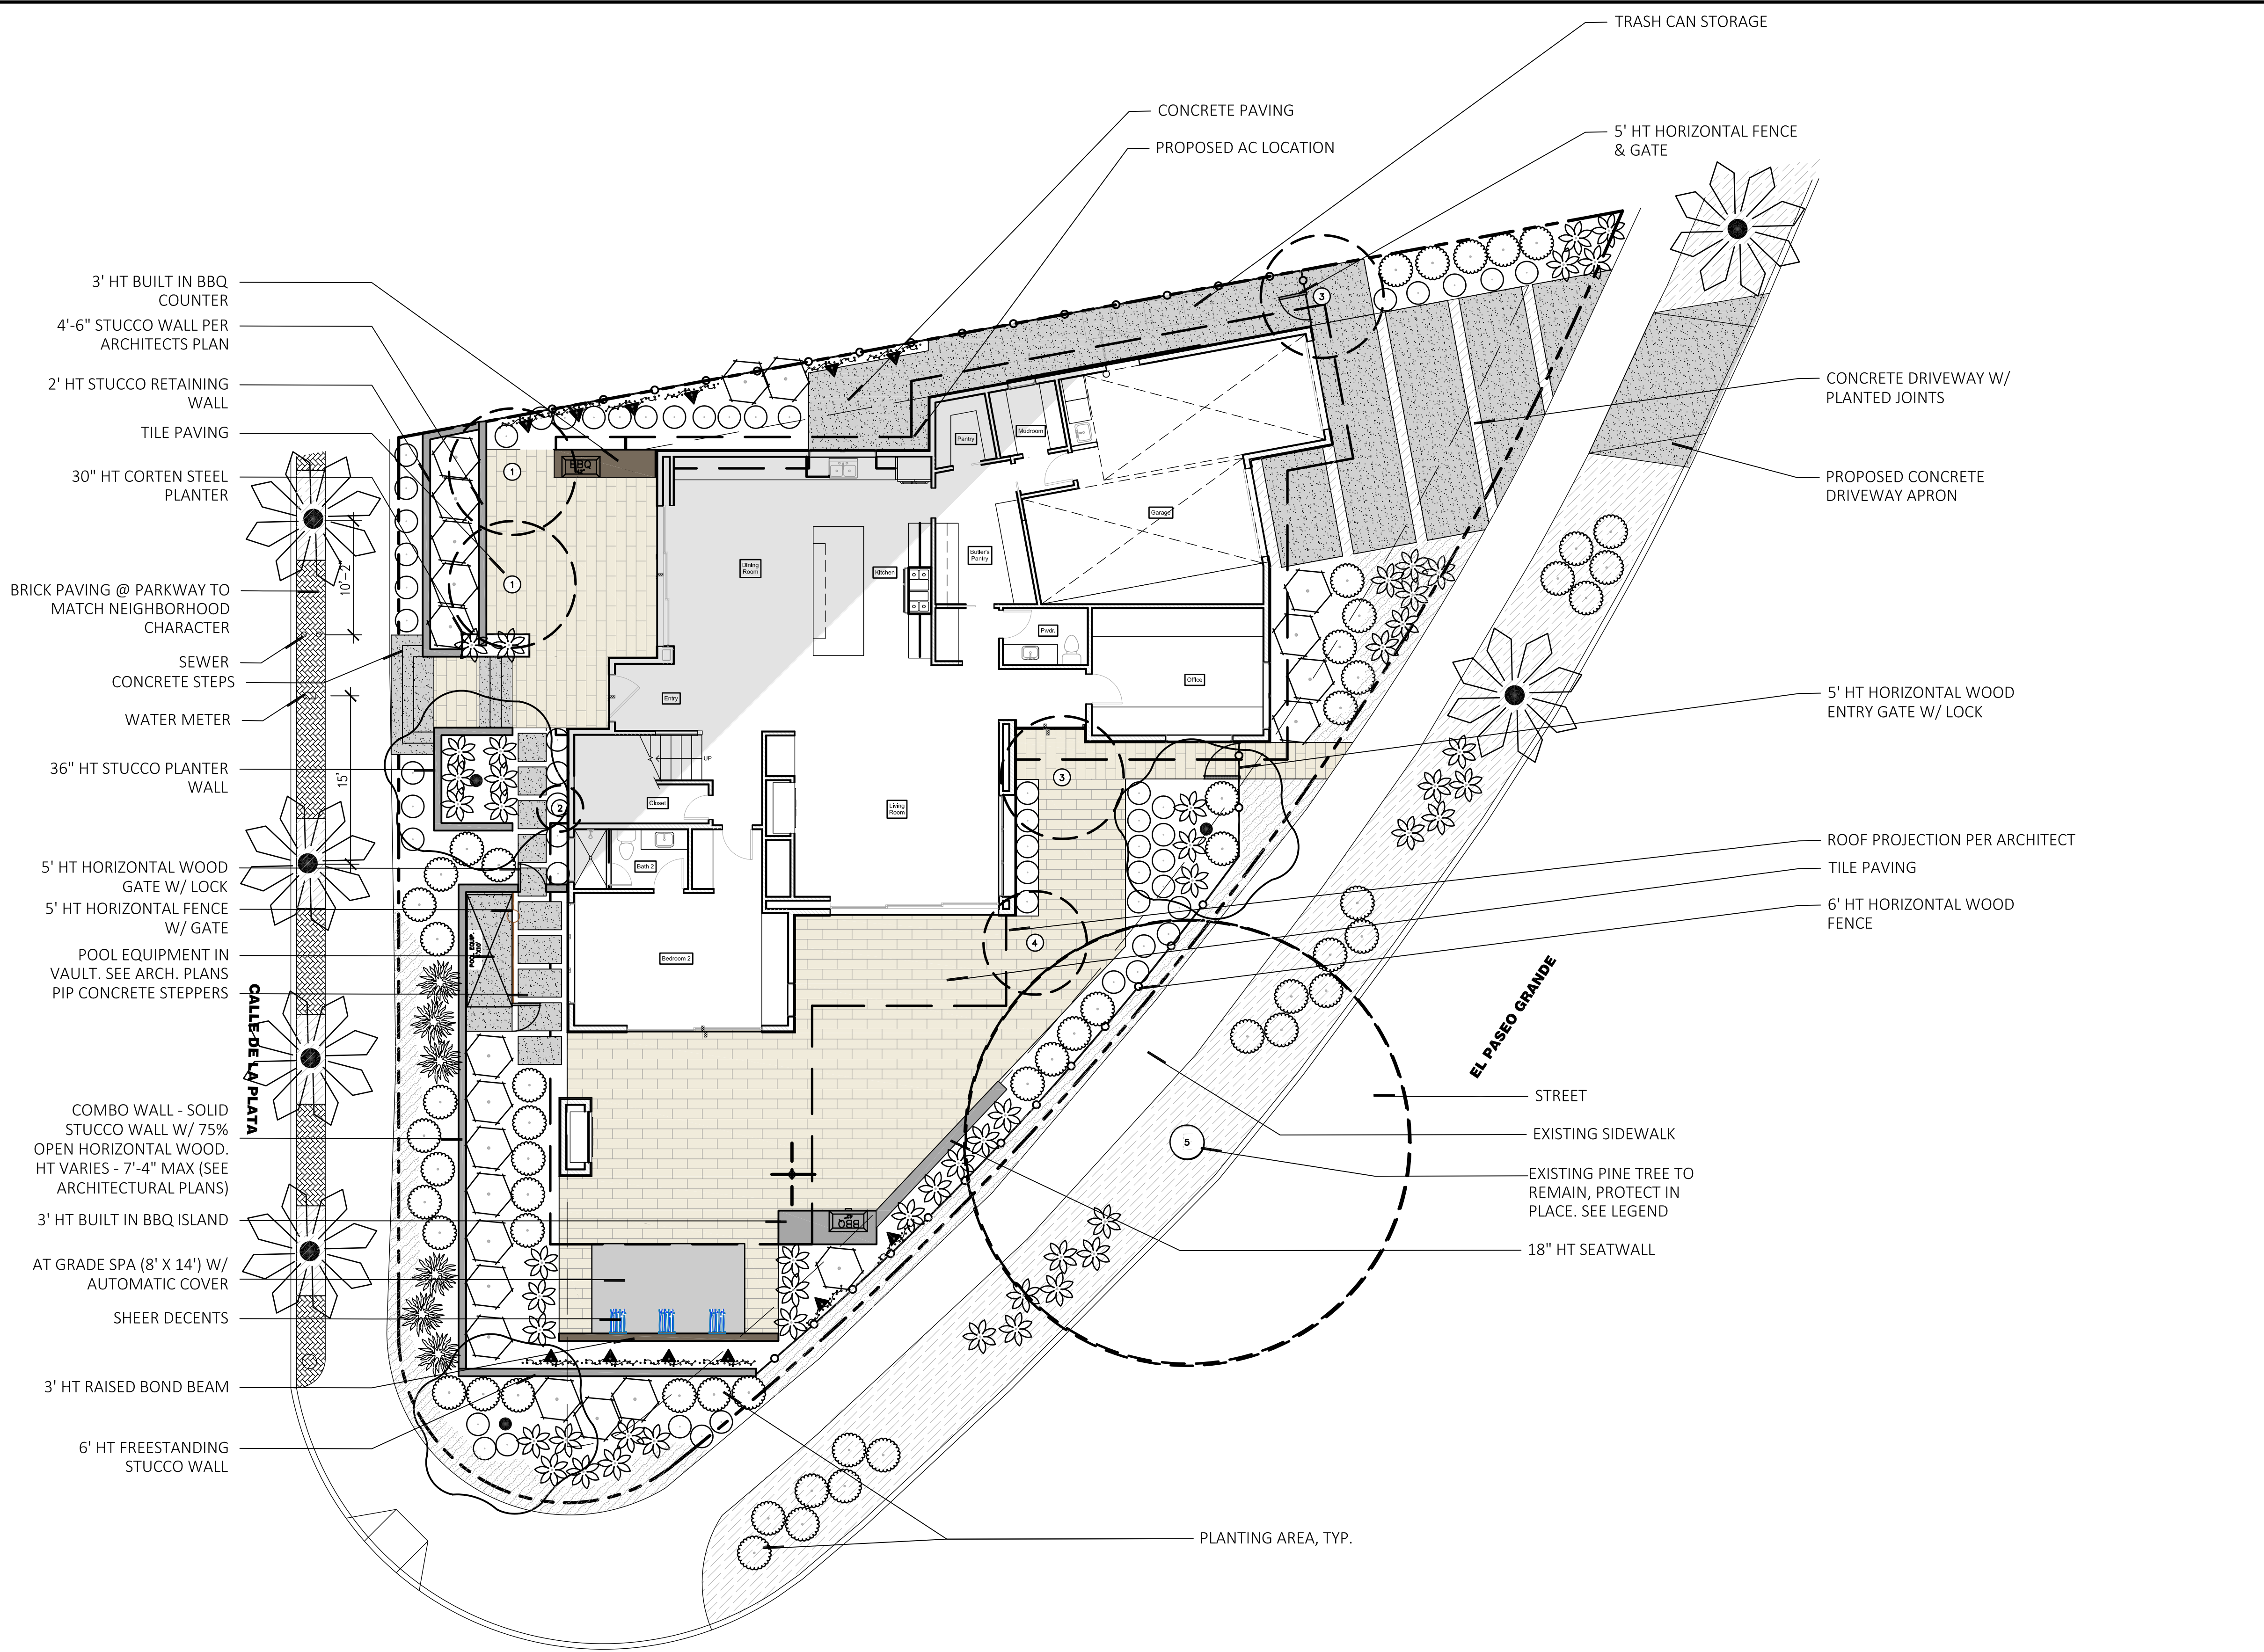 TRASH CAN STORAGE
CONCRETE PAVING
5' HT HORIZONTAL FENCE
& GATE
PROPOSED AC LOCATION
3' HT BUILT IN BBQ
COUNTER
4'-6" STUCCO WALL PER
ARCHITECTS PLAN
2' HT STUCCO RETAINING
WALL
TILE PAVING
30" HT CORTEN STEEL
PLANTER
BRICK PAVING @ PARKWAY TO
MATCH NEIGHBORHOOD
CHARACTER
SEWER
CONCRETE STEPS
WATER METER
36" HT STUCCO PLANTER
WALL
5' HT HORIZONTAL WOOD
GATE W/ LOCK
5' HT HORIZONTAL FENCE
W/ GATE
POOL EQUIPMENT IN
VAULT. SEE ARCH. PLANS
PIP CONCRETE STEPPERS
COMBO WALL - SOLID
STUCCO WALL W/ 75%
OPEN HORIZONTAL WOOD.
HT VARIES - 7'-4" MAX (SEE
ARCHITECTURAL PLANS)
3' HT BUILT IN BBQ ISLAND
AT GRADE SPA (8' X 14') W/
AUTOMATIC COVER
SHEER DECENTS
3' HT RAISED BOND BEAM
6' HT FREESTANDING
STUCCO WALL
CALLE DE LA PLATA
10'-2"
15'
1
BBQ
1
2
3
3
4
5
Pantry
Mudroom
Garage
Dining
Room
Kitchen
Butler's
Pantry
Pwdr.
Office
Entry
UP
Closet
Living
Room
Bath 2
Bedroom 2
POOL EQUIP.
BBQ
CONCRETE DRIVEWAY W/
PLANTED JOINTS
PROPOSED CONCRETE
DRIVEWAY APRON
5' HT HORIZONTAL WOOD
ENTRY GATE W/ LOCK
ROOF PROJECTION PER ARCHITECT
TILE PAVING
6' HT HORIZONTAL WOOD
FENCE
EL PASEO GRANDE
STREET
EXISTING SIDEWALK
EXISTING PINE TREE TO
REMAIN, PROTECT IN
PLACE. SEE LEGEND
18" HT SEATWALL
PLANTING AREA, TYP.